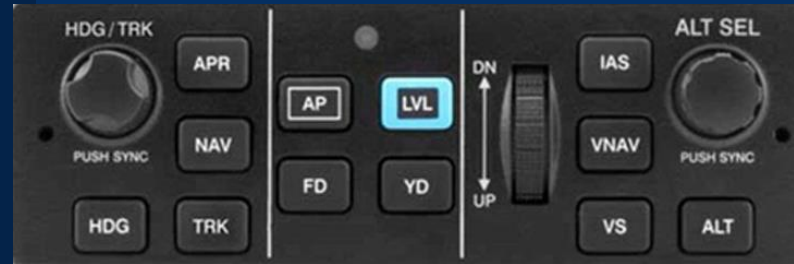 HDG/TRK
APR
PUSH SYNC
NAV
HDG
TRK
AP
LVL
FD
YD
DN
UP
IAS
ALT SEL
VNAV
PUSH SYNC
VS
ALT